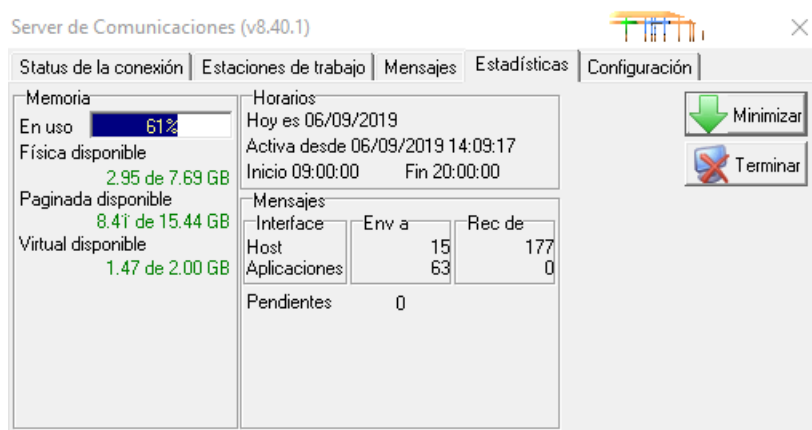 Server de Comunicaciones (v8.40.1)
Status de la conexión Estaciones de trabajo Mensajes Estadísticas Configuración
Memoria
En uso 61%
Física disponible
2.95 de 7.69 GB
Paginada disponible
de 15.44 GB
Virtual disponible
1.47 de 2.00 GB
Horarios
Hoy es 06/09/2019
Activa desde 06/09/2019 14:09:17
Inicio 09:00:00 Fin 20:00:00
Mensajes
Interface Env a Rec de
Host 15 177
Aplicaciones 63 0
Pendientes 0
Minimizar
Terminar